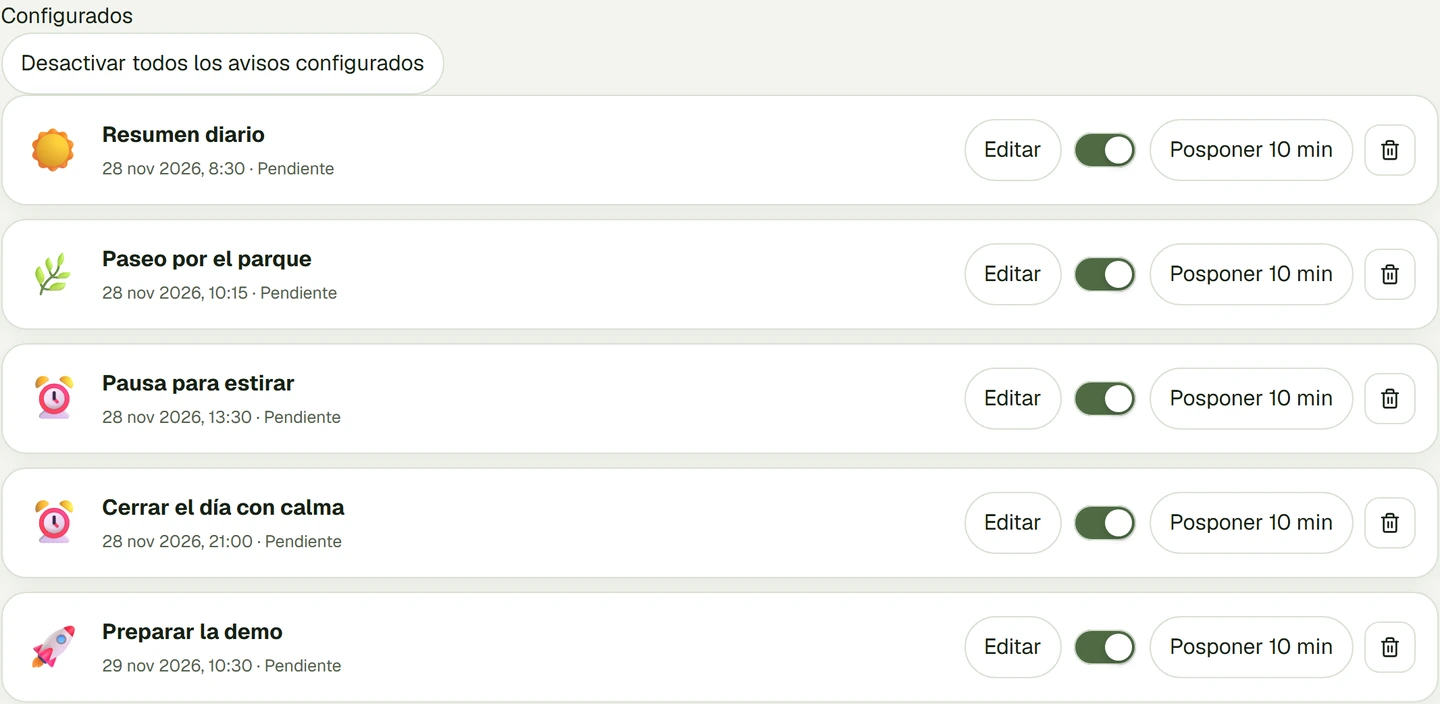 Configurados
Desactivar todos los avisos configurados
Resumen diario
28 nov 2026, 8:30 · Pendiente
Editar
Posponer 10 min
Paseo por el parque
28 nov 2026, 10:15 · Pendiente
Editar
Posponer 10 min
Pausa para estirar
28 nov 2026, 13:30 · Pendiente
Editar
Posponer 10 min
Cerrar el día con calma
28 nov 2026, 21:00 · Pendiente
Editar
Posponer 10 min
Preparar la demo
29 nov 2026, 10:30 · Pendiente
Editar
Posponer 10 min